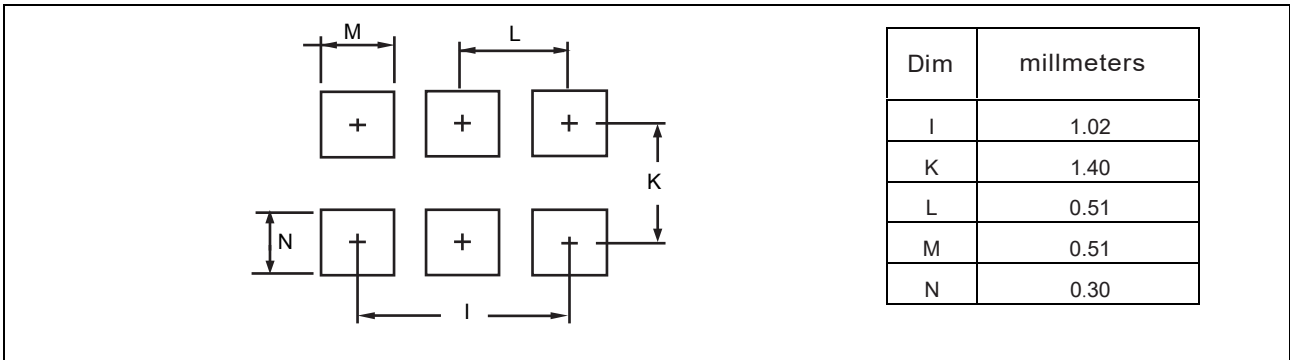 M
L
K
N
I
Dim millmeters
I 1.02
K 1.40
L 0.51
M 0.51
N 0.30